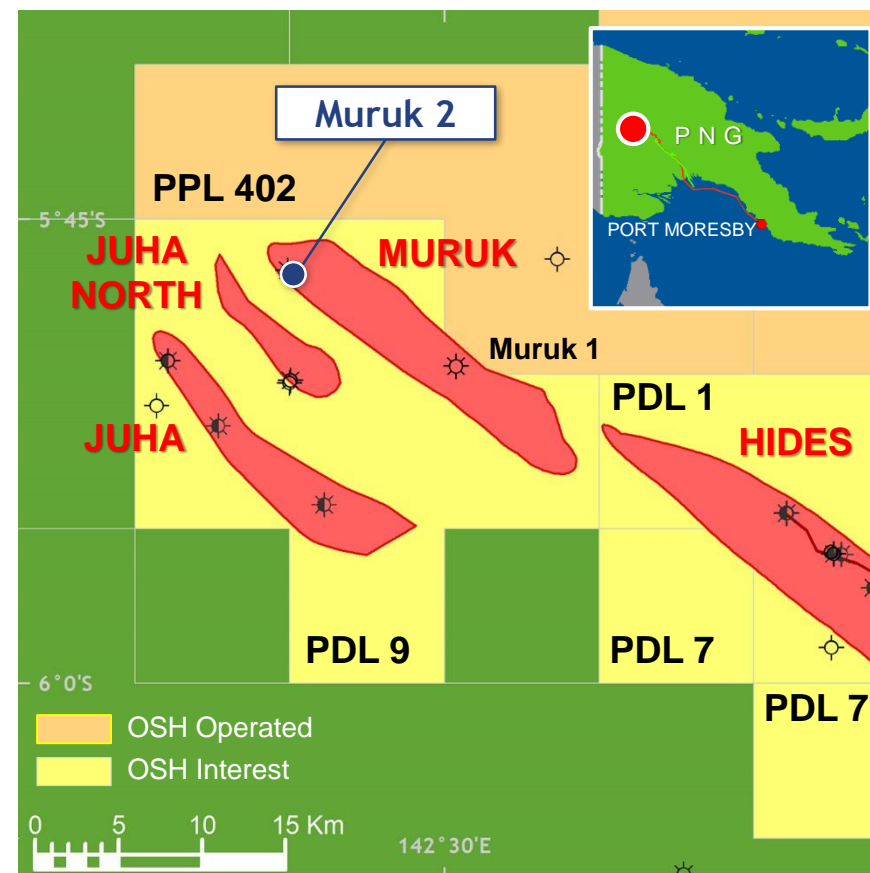 Muruk 2
P N G
PORT MORESBY
PPL 402
5°45'S
JUHA
NORTH
MURUK
Muruk 1
PDL 1
JUHA
HIDES
PDL 9
PDL 7
6°0'S
PDL 7
OSH Operated
OSH Interest
0 5 10 15 Km
142°30'E